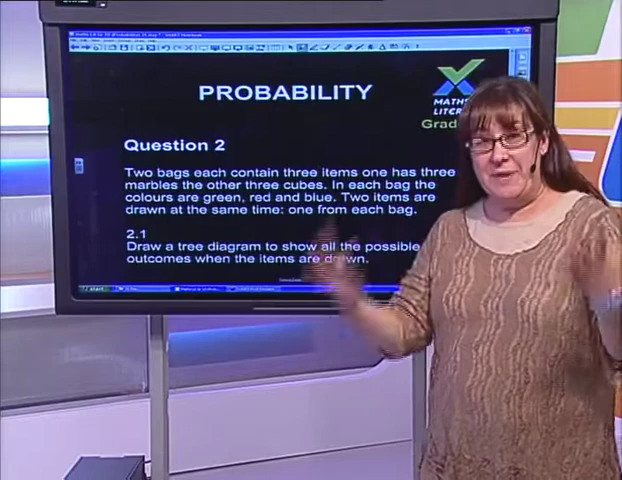 PROBABILITY
MATHS
LITERA
Grad
Question 2
Two bags each contain three items one has three
marbles the other three cubes. In each bag the
colours are green, red and blue. Two items are
drawn at the same time: one from each bag.
2.1
Draw a tree diagram to show all the possible
outcomes when the items are drawn.
start